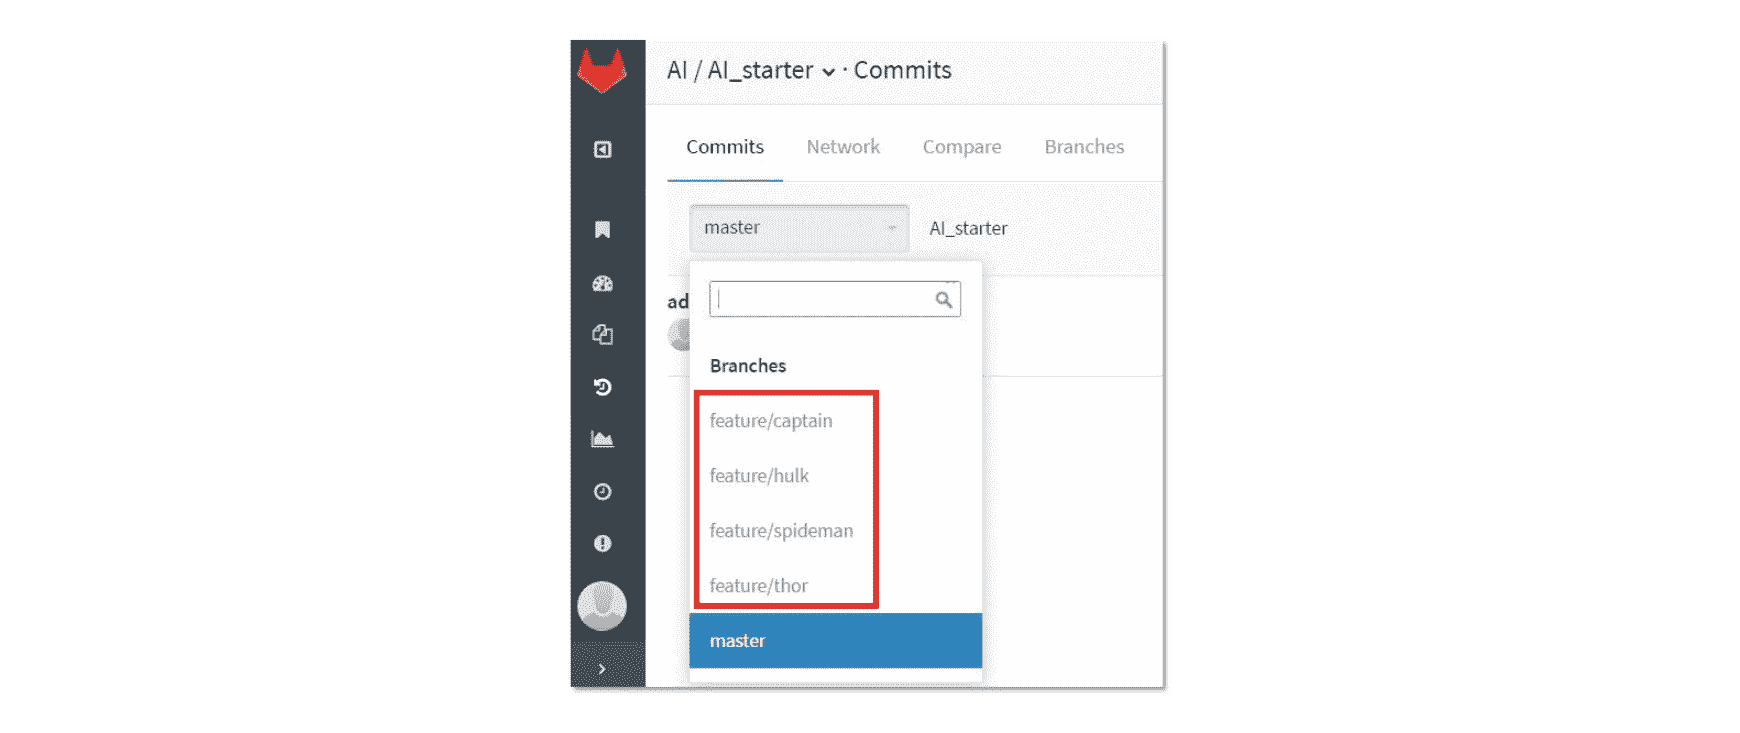 AI / AI_starter · Commits
Commits Network Compare Branches
master AI_starter
ad
Branches
feature/captain
feature/hulk
feature/spideman
feature/thor
master